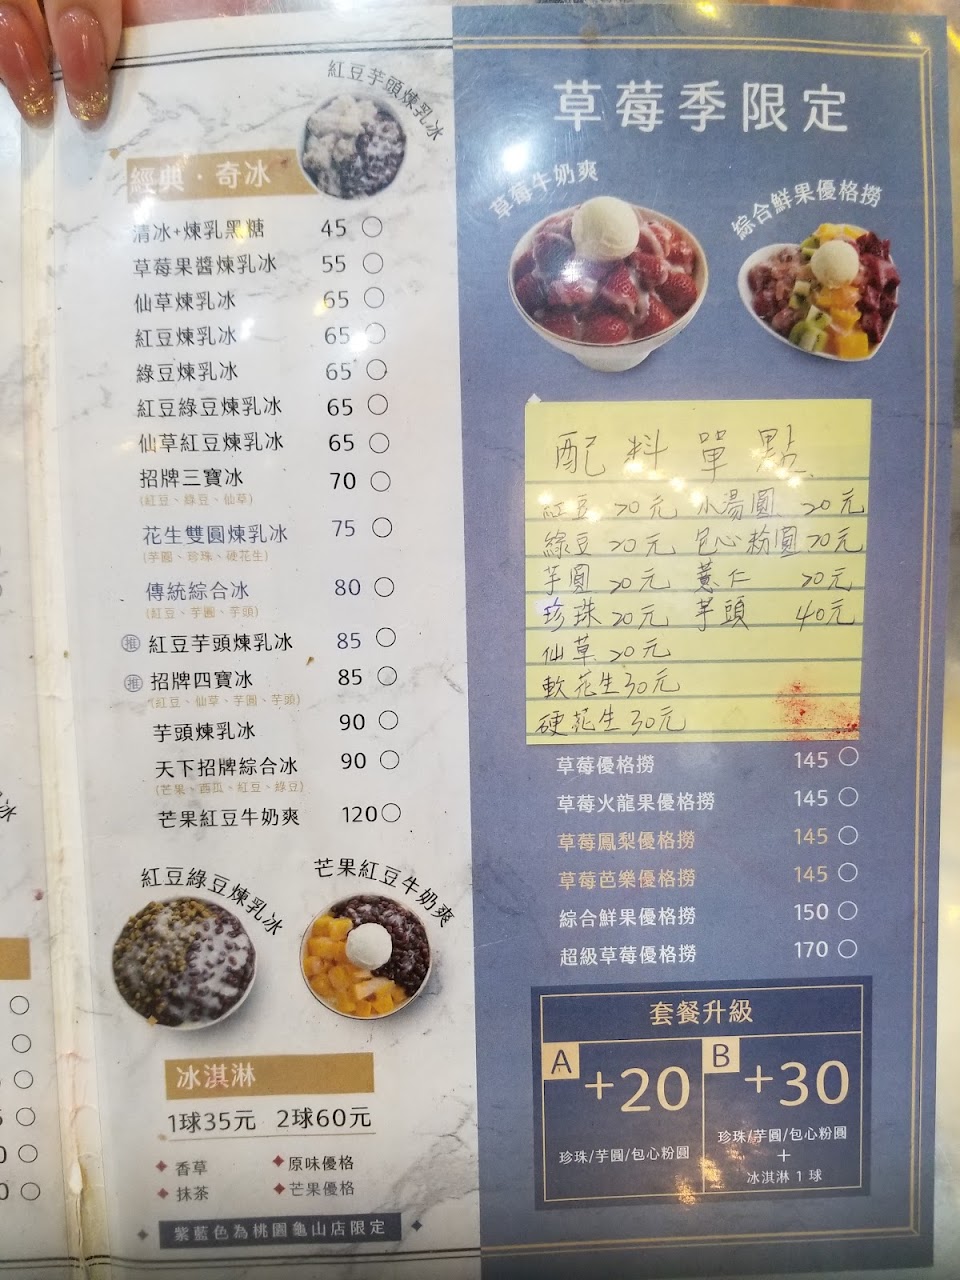 紅豆芋頭煉乳冰
經典·奇冰
清冰+煉乳黑糖 45
草莓果醬煉乳冰 55
仙草煉乳冰 65
紅豆煉乳冰 65
綠豆煉乳冰 65
紅豆綠豆煉乳冰 65
仙草紅豆煉乳冰 65
招牌三寶冰 70
(紅豆、綠豆、仙草)
花生雙圓煉乳冰 75
(芋圓、珍珠、硬花生)
傳統綜合冰 80
(紅豆、芋圓、芋頭)
推 紅豆芋頭煉乳冰 85
推 招牌四寶冰 85
(紅豆、仙草、芋圓、芋頭)
芋頭煉乳冰 90
天下招牌綜合冰 90
(芒果、西瓜、紅豆、綠豆)
芒果紅豆牛奶爽 120
紅豆綠豆煉乳冰
芒果紅豆牛奶爽
冰淇淋
1球35元 2球60元
香草 原味優格
抹茶 芒果優格
紫藍色為桃園龜山店限定
草莓季限定
草莓牛奶爽
綜合鮮果優格撈
配料單點
紅豆 20元 小湯圓 20元
綠豆 20元 包心粉圓 20元
芋圓 20元 薏仁 20元
珍珠 20元 芋頭 40元
仙草 20元
軟花生30元
硬花生30元
草莓優格撈 145
草莓火龍果優格撈 145
草莓鳳梨優格撈 145
草莓芭樂優格撈 145
綜合鮮果優格撈 150
超級草莓優格撈 170
套餐升級
A +20
珍珠/芋圓/包心粉圓
B +30
珍珠/芋圓/包心粉圓
+
冰淇淋 1 球